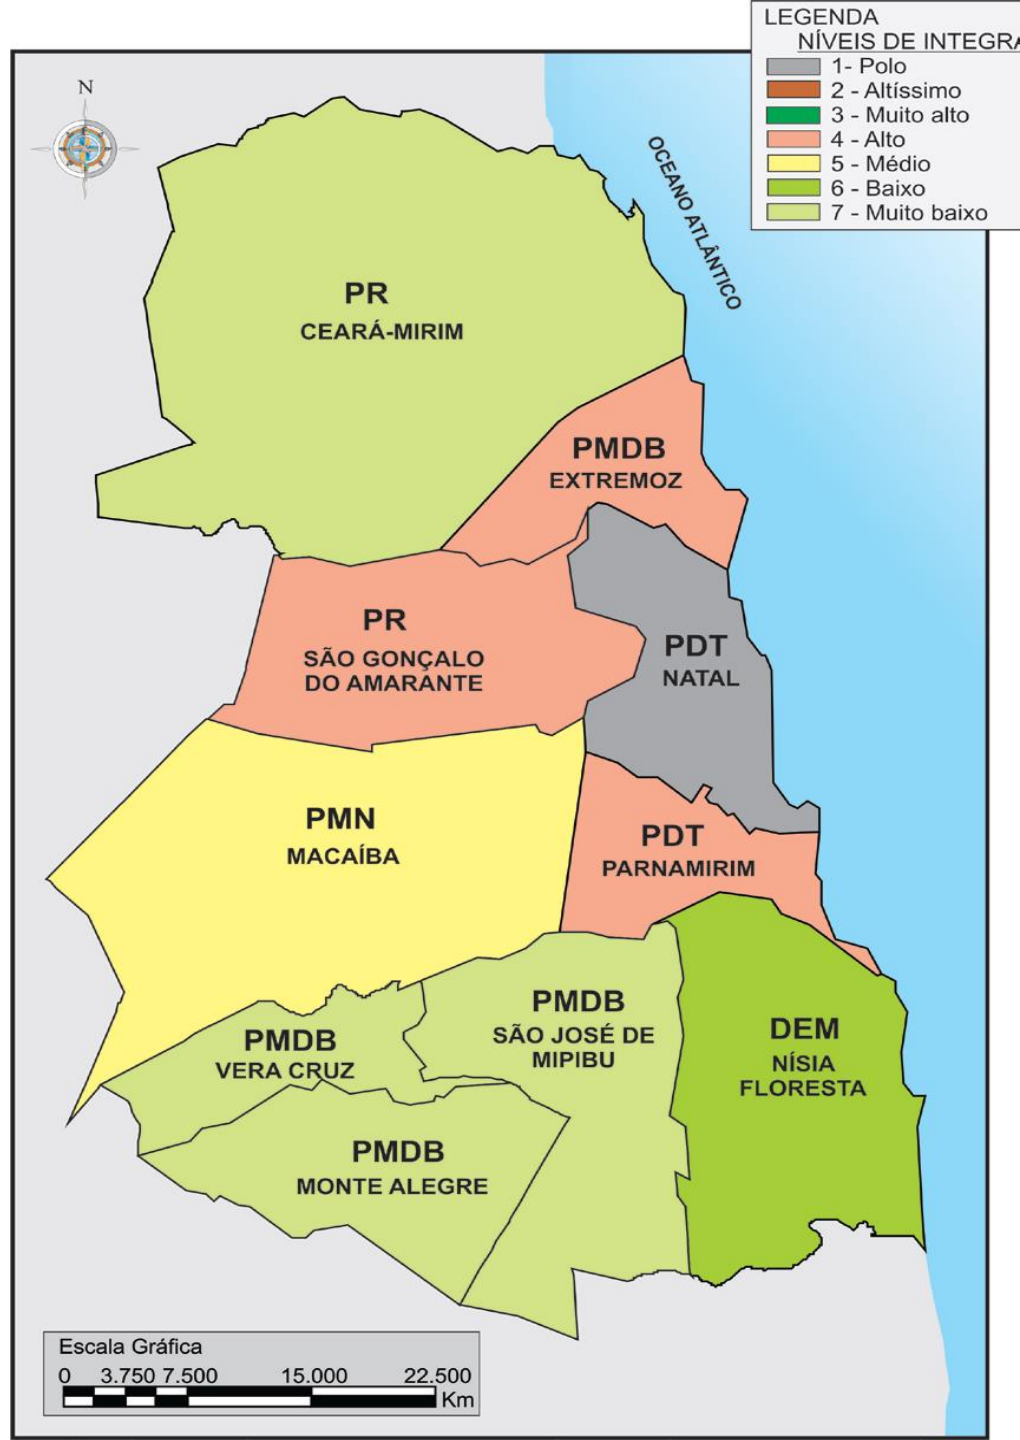 LEGENDA
NÍVEIS DE INTEGRA
1- Polo
2 - Altíssimo
3 - Muito alto
4 - Alto
5 - Médio
6 - Baixo
7 - Muito baixo
N
OCEANO ATLÂNTICO
PR
CEARÁ-MIRIM
PMDB
EXTREMOZ
PR
SÃO GONÇALO
DO AMARANTE
PDT
NATAL
PMN
MACAÍBA
PDT
PARNAMIRIM
PMDB
SÃO JOSÉ DE
MIPIBU
PMDB
VERA CRUZ
DEM
NÍSIA
FLORESTA
PMDB
MONTE ALEGRE
Escala Gráfica
0 3.750 7.500 15.000 22.500
Km